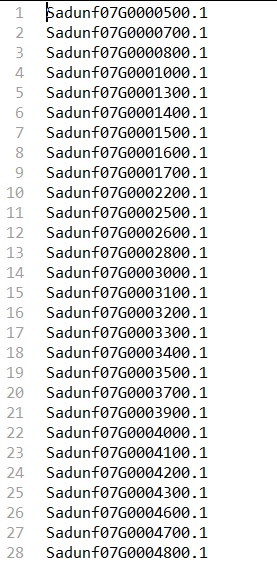 1 Sadunf07G0000500.1
2 Sadunf07G0000700.1
3 Sadunf07G0000800.1
4 Sadunf07G0001000.1
5 Sadunf07G0001300.1
6 Sadunf07G0001400.1
7 Sadunf07G0001500.1
8 Sadunf07G0001600.1
9 Sadunf07G0001700.1
10 Sadunf07G0002200.1
11 Sadunf07G0002500.1
12 Sadunf07G0002600.1
13 Sadunf07G0002800.1
14 Sadunf07G0003000.1
15 Sadunf07G0003100.1
16 Sadunf07G0003200.1
17 Sadunf07G0003300.1
18 Sadunf07G0003400.1
19 Sadunf07G0003500.1
20 Sadunf07G0003700.1
21 Sadunf07G0003900.1
22 Sadunf07G0004000.1
23 Sadunf07G0004100.1
24 Sadunf07G0004200.1
25 Sadunf07G0004300.1
26 Sadunf07G0004600.1
27 Sadunf07G0004700.1
28 Sadunf07G0004800.1